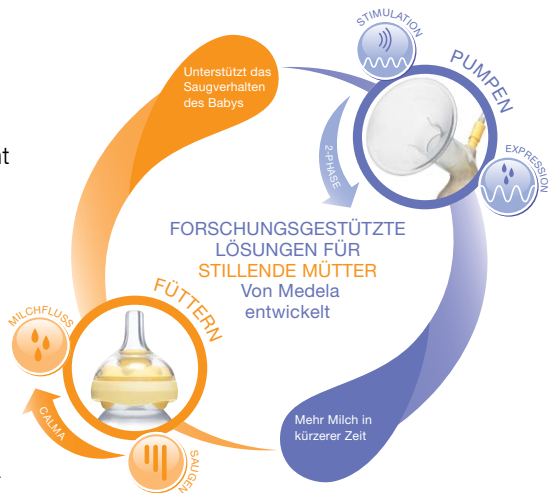 STIMULATION
PUMPEN
EXPRESSION
2-PHASE
Unterstützt das
Saugverhalten
des Babys
FORSCHUNGSGESTÜTZTE
LÖSUNGEN FÜR
STILLENDE MÜTTER
Von Medela
entwickelt
FÜTTERN
MILCHFLUSS
CALMA
SAUGEN
Mehr Milch in
kürzerer Zeit